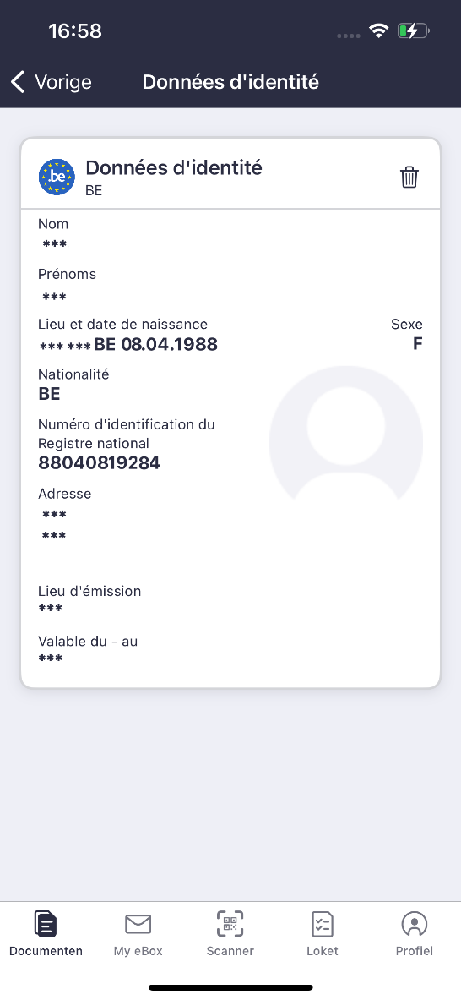 16:58
Vorige
Données d'identité
.be
Données d'identité
BE
Nom
***
Prénoms
***
Lieu et date de naissance
Sexe
*** *** BE 08.04.1988
F
Nationalité
BE
Numéro d'identification du
Registre national
88040819284
Adresse
***
***
Lieu d'émission
***
Valable du - au
***
Documenten
My eBox
Scanner
Loket
Profiel